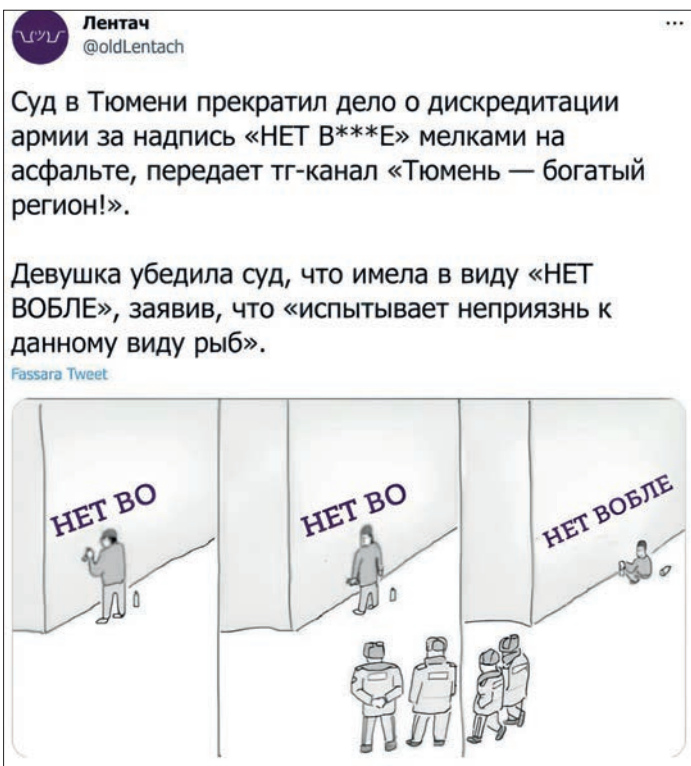 Лентач
@oldLentach
Суд в Тюмени прекратил дело о дискредитации
армии за надпись «НЕТ В***Е» мелками на
асфальте, передает тг-канал «Тюмень — богатый
регион!».
Девушка убедила суд, что имела в виду «НЕТ
ВОБЛЕ», заявив, что «испытывает неприязнь к
данному виду рыб».
Fassara Tweet
НЕТ ВО
НЕТ ВО
НЕТ ВОБЛЕ